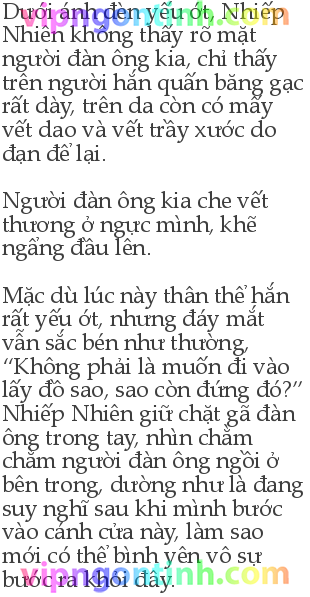 Dưới ánh đèn yếu ớt, Nhiếp
Nhiên không thấy rõ mặt
người đàn ông kia, chỉ thấy
trên người hắn quấn băng gạc
rất dày, trên da còn có mấy
vết dao và vết trầy xước do
đạn để lại.
Người đàn ông kia che vết
thương ở ngực mình, khẽ
ngẩng đầu lên.
Mặc dù lúc này thân thể hắn
rất yếu ớt, nhưng đáy mắt
vẫn sắc bén như thường,
“Không phải là muốn đi vào
lấy đồ sao, sao còn đứng đó?”
Nhiếp Nhiên giữ chặt gã đàn
ông trong tay, nhìn chằm
chằm người đàn ông ngồi ở
bên trong, dường như là đang
suy nghĩ sau khi mình bước
vào cánh cửa này, làm sao
mới có thể bình yên vô sự
bước ra khỏi đây.
vipngontinh.com
vipngontinh.com